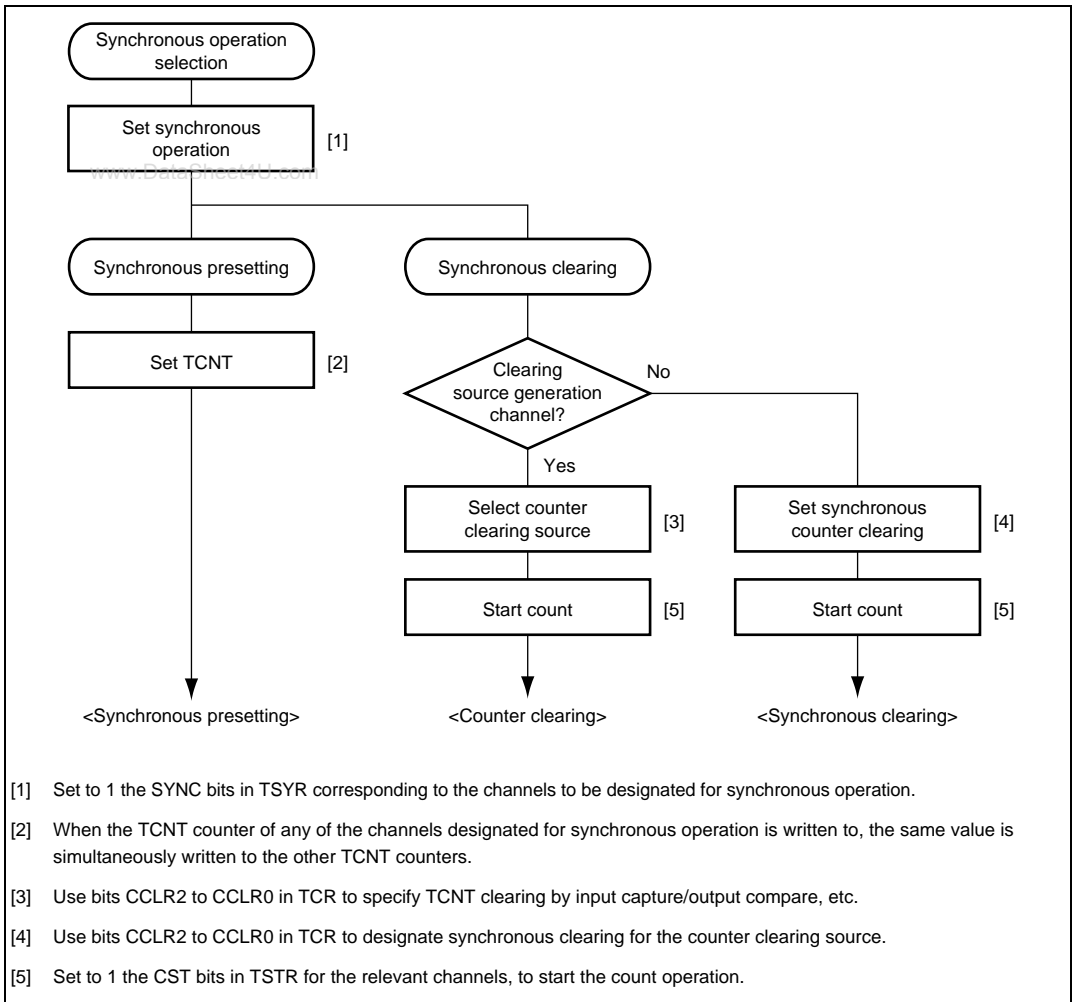 Synchronous operation
selection
Set synchronous
operation
[1]
www.DataSheet4U.com
Synchronous presetting
Synchronous clearing
Set TCNT
[2]
Clearing
source generation
channel?
No
Yes
Select counter
clearing source
[3]
Set synchronous
counter clearing
[4]
Start count
[5]
Start count
[5]
<Synchronous presetting>
<Counter clearing>
<Synchronous clearing>
[1] Set to 1 the SYNC bits in TSYR corresponding to the channels to be designated for synchronous operation.
[2] When the TCNT counter of any of the channels designated for synchronous operation is written to, the same value is
simultaneously written to the other TCNT counters.
[3] Use bits CCLR2 to CCLR0 in TCR to specify TCNT clearing by input capture/output compare, etc.
[4] Use bits CCLR2 to CCLR0 in TCR to designate synchronous clearing for the counter clearing source.
[5] Set to 1 the CST bits in TSTR for the relevant channels, to start the count operation.